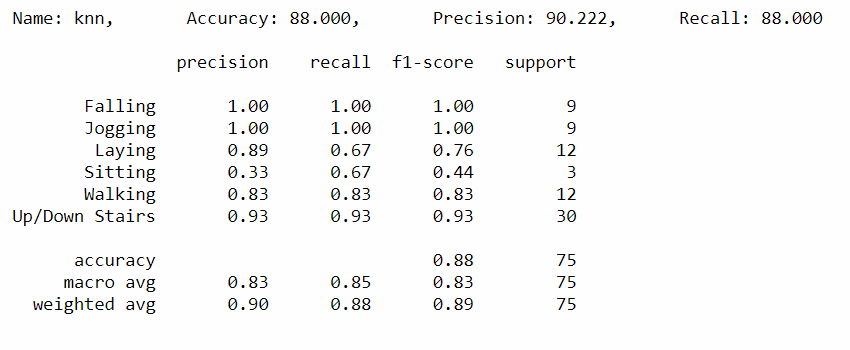 Name: knn, Accuracy: 88.000, Precision: 90.222, Recall: 88.000
precision recall f1-score support
Falling 1.00 1.00 1.00 9
Jogging 1.00 1.00 1.00 9
Laying 0.89 0.67 0.76 12
Sitting 0.33 0.67 0.44 3
Walking 0.83 0.83 0.83 12
Up/Down Stairs 0.93 0.93 0.93 30
accuracy 0.88 75
macro avg 0.83 0.85 0.83 75
weighted avg 0.90 0.88 0.89 75